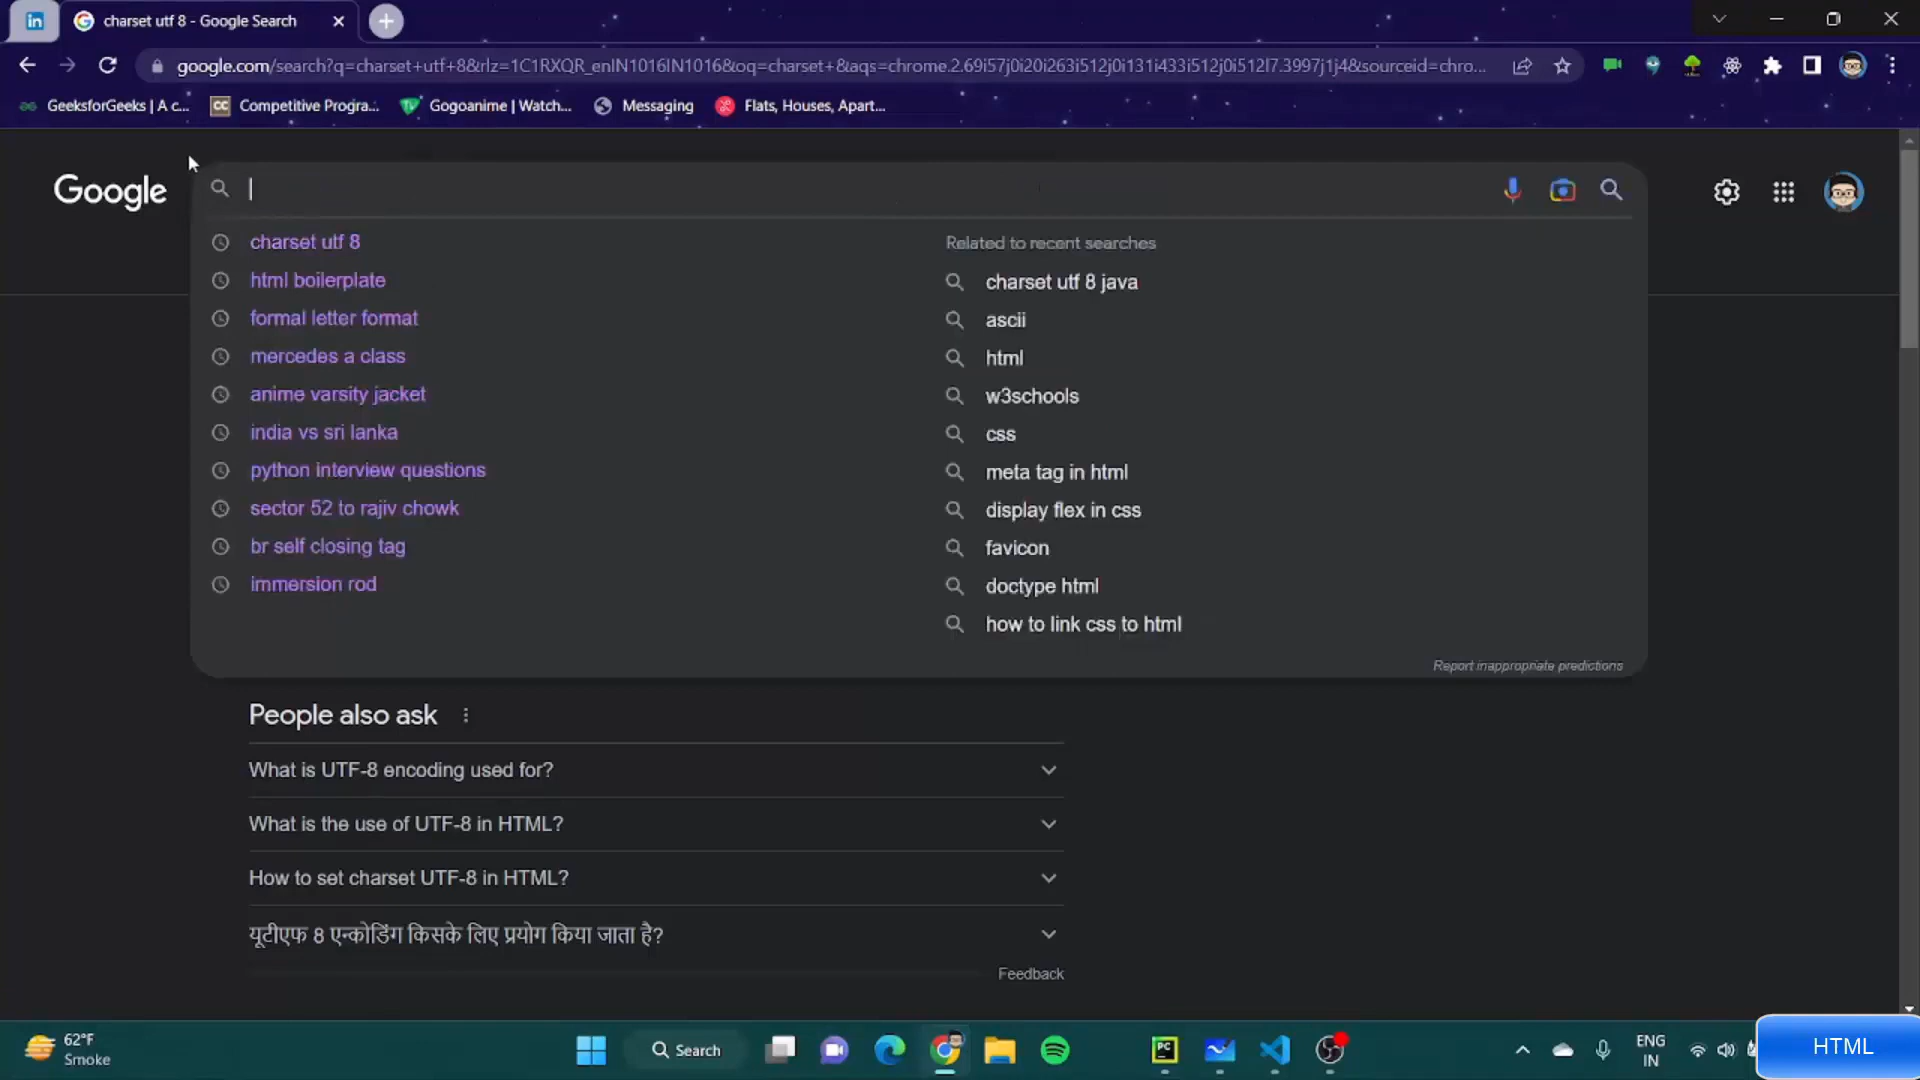 in
charset utf 8 - Google Search
google.com/search?q=charset+utf+8&rlz=1C1RXQR_enIN1016IN1016&oq=charset+&aqs=chrome.2.69i57j0i20i263i512j0i131i433i512j0i512l7.3997j1j4&sourceid=chro...
GeeksforGeeks | A c... CC Competitive Progra... Gogoanime | Watch... Messaging Flats, Houses, Apart...
Google
charset utf 8
html boilerplate
formal letter format
mercedes a class
anime varsity jacket
india vs sri lanka
python interview questions
sector 52 to rajiv chowk
br self closing tag
immersion rod
Related to recent searches
charset utf 8 java
ascii
html
w3schools
css
meta tag in html
display flex in css
favicon
doctype html
how to link css to html
Report inappropriate predictions
People also ask
What is UTF-8 encoding used for?
What is the use of UTF-8 in HTML?
How to set charset UTF-8 in HTML?
यूटीएफ 8 एन्कोडिंग किसके लिए प्रयोग किया जाता है?
Feedback
62°F
Smoke
Search
PC
ENG
IN
HTML